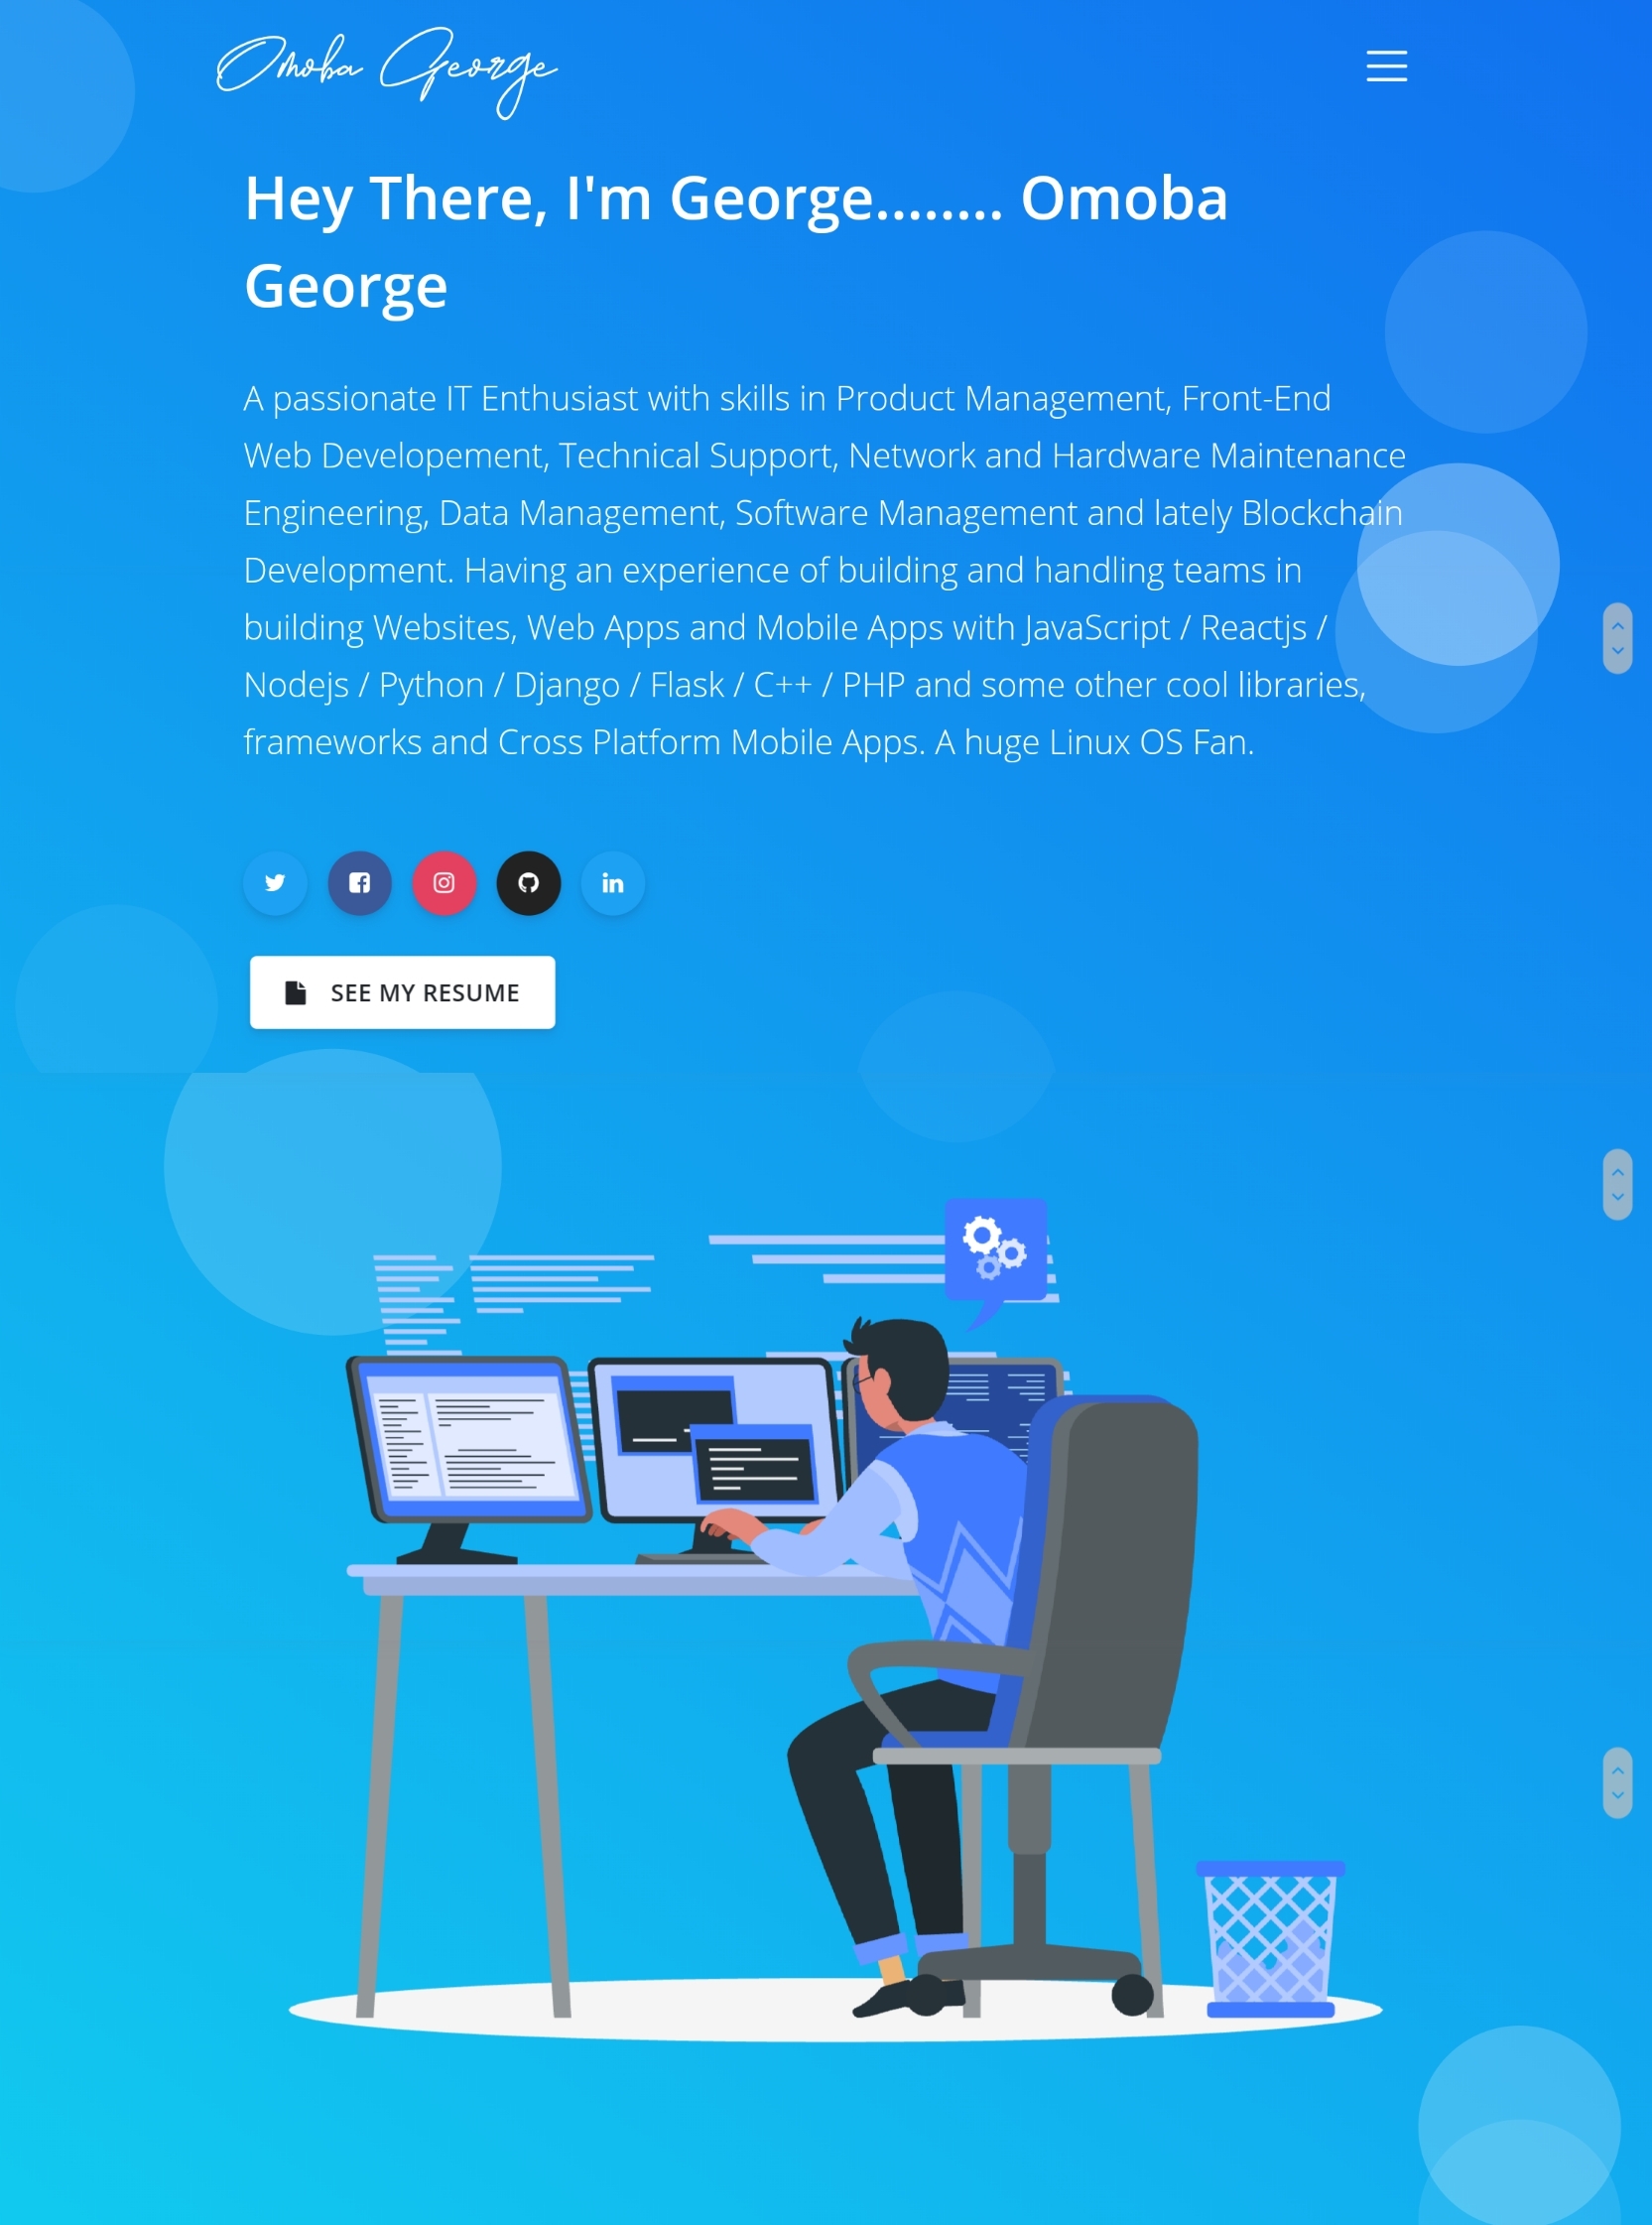 Omoba George
Hey There, I'm George........ Omoba
George
A passionate IT Enthusiast with skills in Product Management, Front-End
Web Developement, Technical Support, Network and Hardware Maintenance
Engineering, Data Management, Software Management and lately Blockchain
Development. Having an experience of building and handling teams in
building Websites, Web Apps and Mobile Apps with JavaScript / Reactjs /
Nodejs / Python / Django / Flask / C++ / PHP and some other cool libraries,
frameworks and Cross Platform Mobile Apps. A huge Linux OS Fan.
SEE MY RESUME